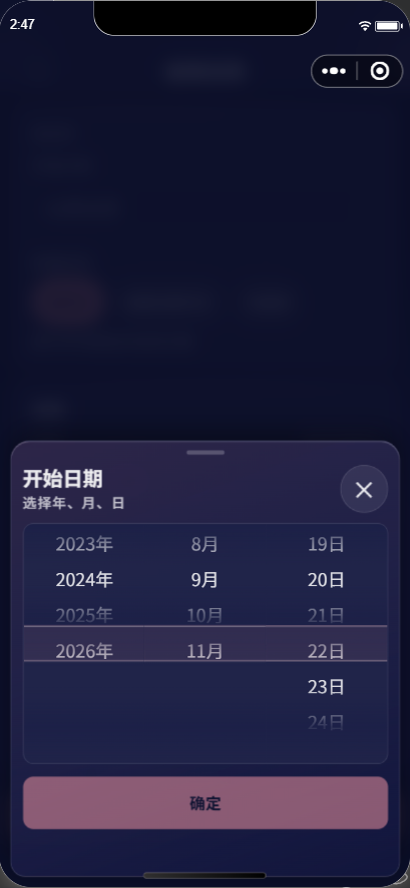 2:47
开始日期
选择年、月、日
2023年 8月 19日
2024年 9月 20日
2025年 10月 21日
2026年 11月 22日
23日
24日
确定